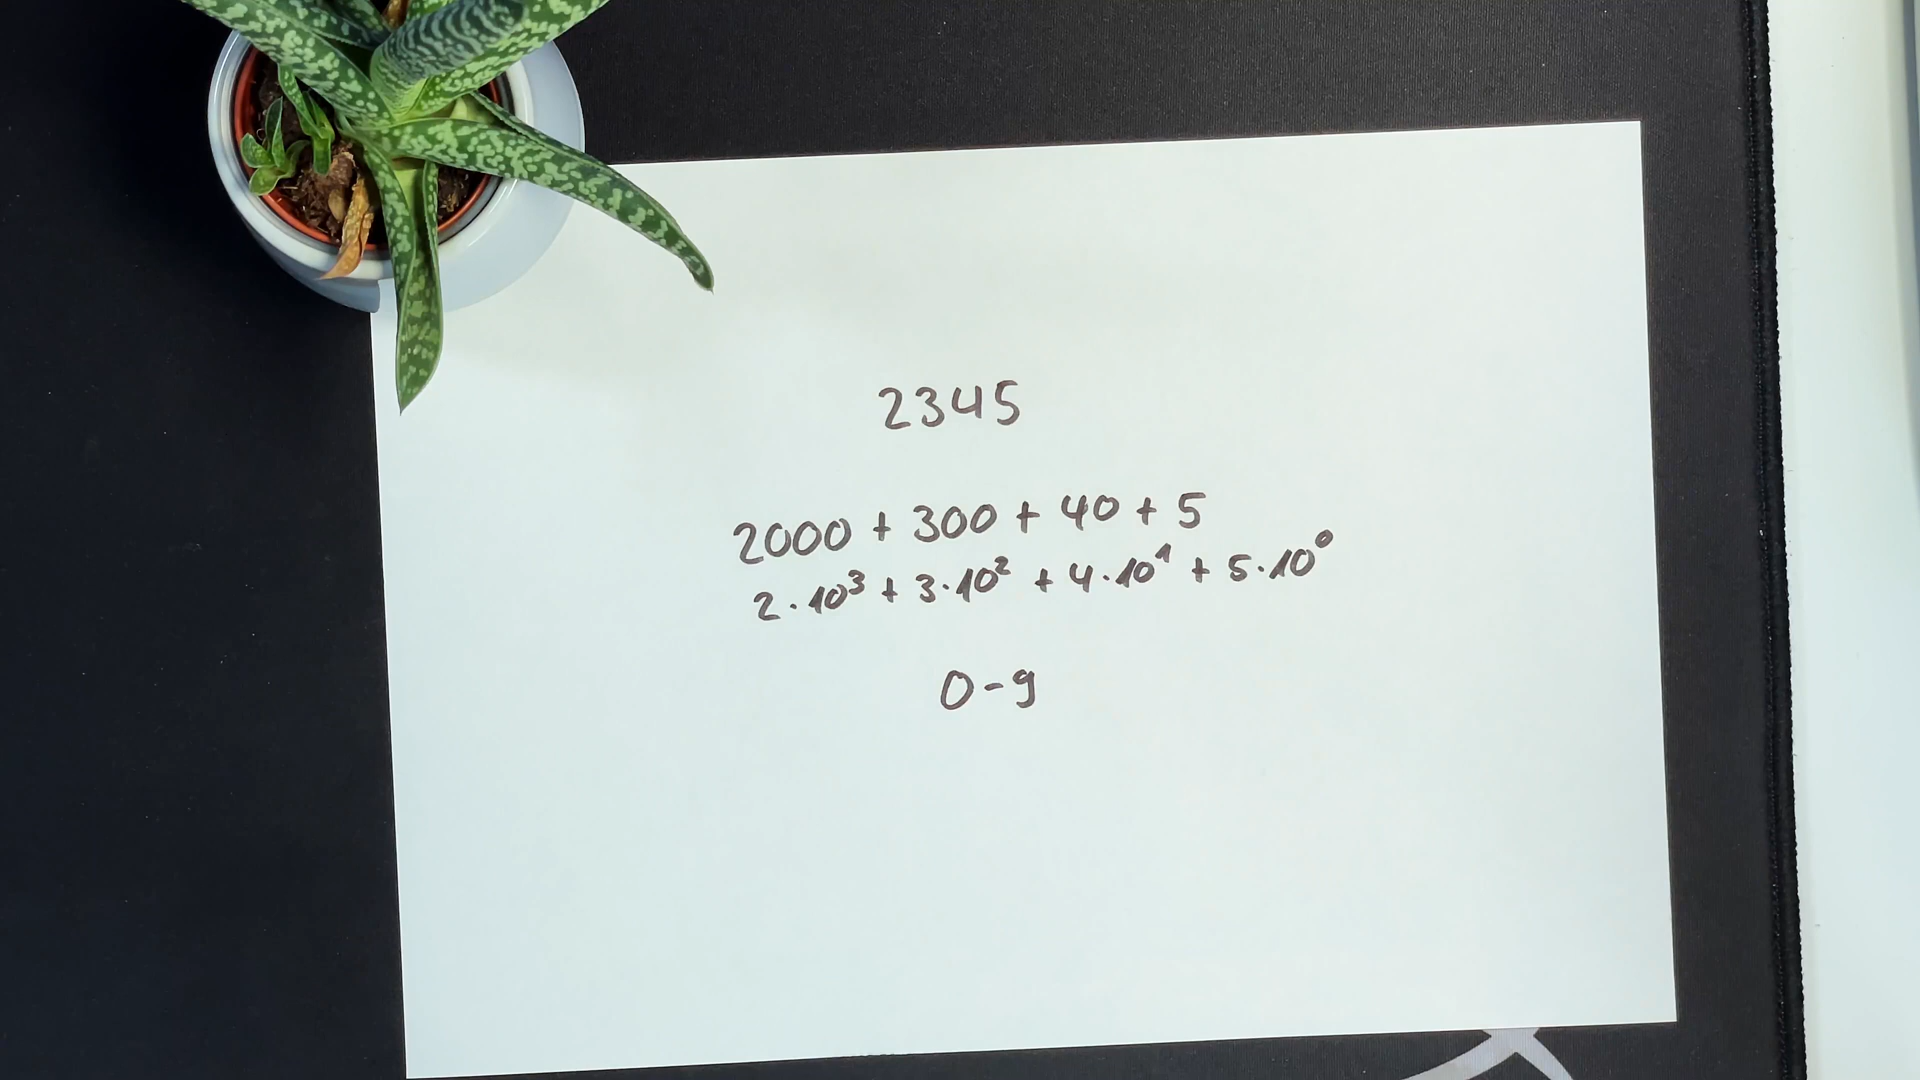 2345
2000 + 300 + 40 + 5
2·10³ + 3·10² + 4·10¹ + 5·10⁰
0-9